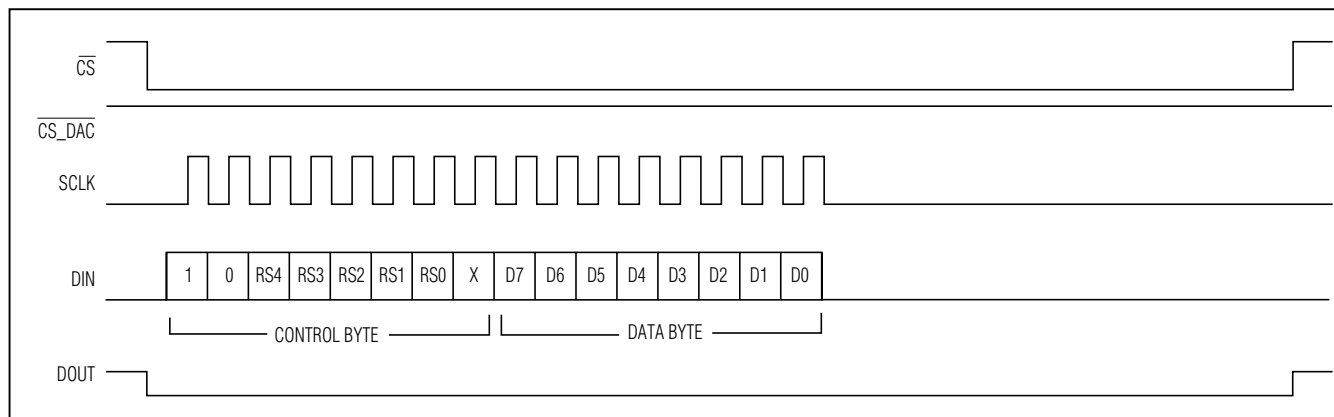 CS
CS_DAC
SCLK
DIN 1 0 RS4 RS3 RS2 RS1 RS0 X D7 D6 D5 D4 D3 D2 D1 D0
CONTROL BYTE DATA BYTE
DOUT